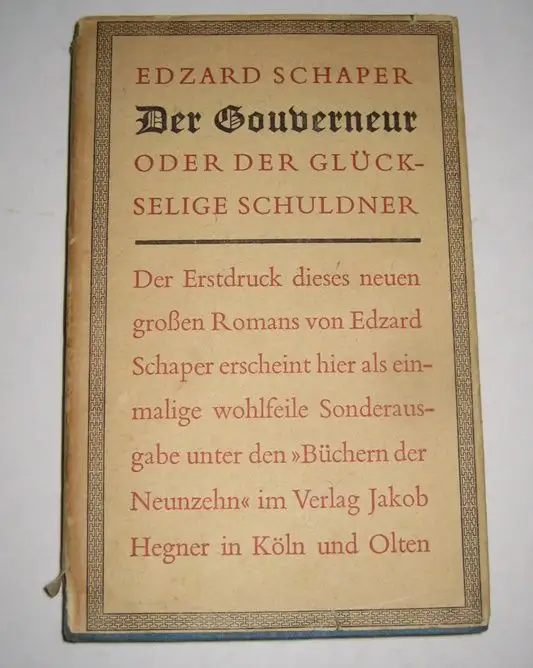 EDZARD SCHAPER
Der Gouverneur
ODER DER GLÜCK-
SELIGE SCHULDNER
Der Erstdruck dieses neuen
großen Romans von Edzard
Schaper erscheint hier als ein-
malige wohlfeile Sonderaus-
gabe unter den »Büchern der
Neunzehn« im Verlag Jakob
Hegner in Köln und Olten